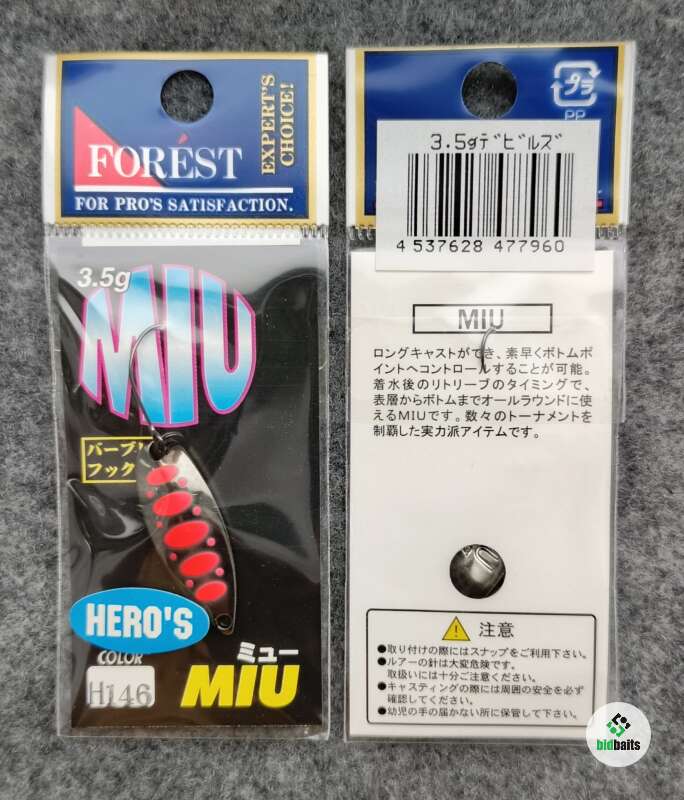 FORÉST
EXPERT'S
CHOICE!
FOR PRO'S SATISFACTION.
3.5g
MIU
フック
HERO'S
COLOR
H146
ミュー
MIU
プラ
PP
3.5gデビルズ
4 537628 477960
MIU
ロングキャストができ、素早くボトムポ
イントへコントロールすることが可能。
着水後のリトリーブのタイミングで、
表層からボトムまでオールラウンドに使
えるMIUです。数々のトーナメントを
制覇した実力派アイテムです。
注意
●取り付けの際にはスナップをご利用下さい。
●ルアーの針は大変危険です。
取扱いには十分ご注意ください。
●キャスティングの際には周囲の安全を必ず
確認してください。
●幼児の手の届かない所に保管して下さい。
bidbaits